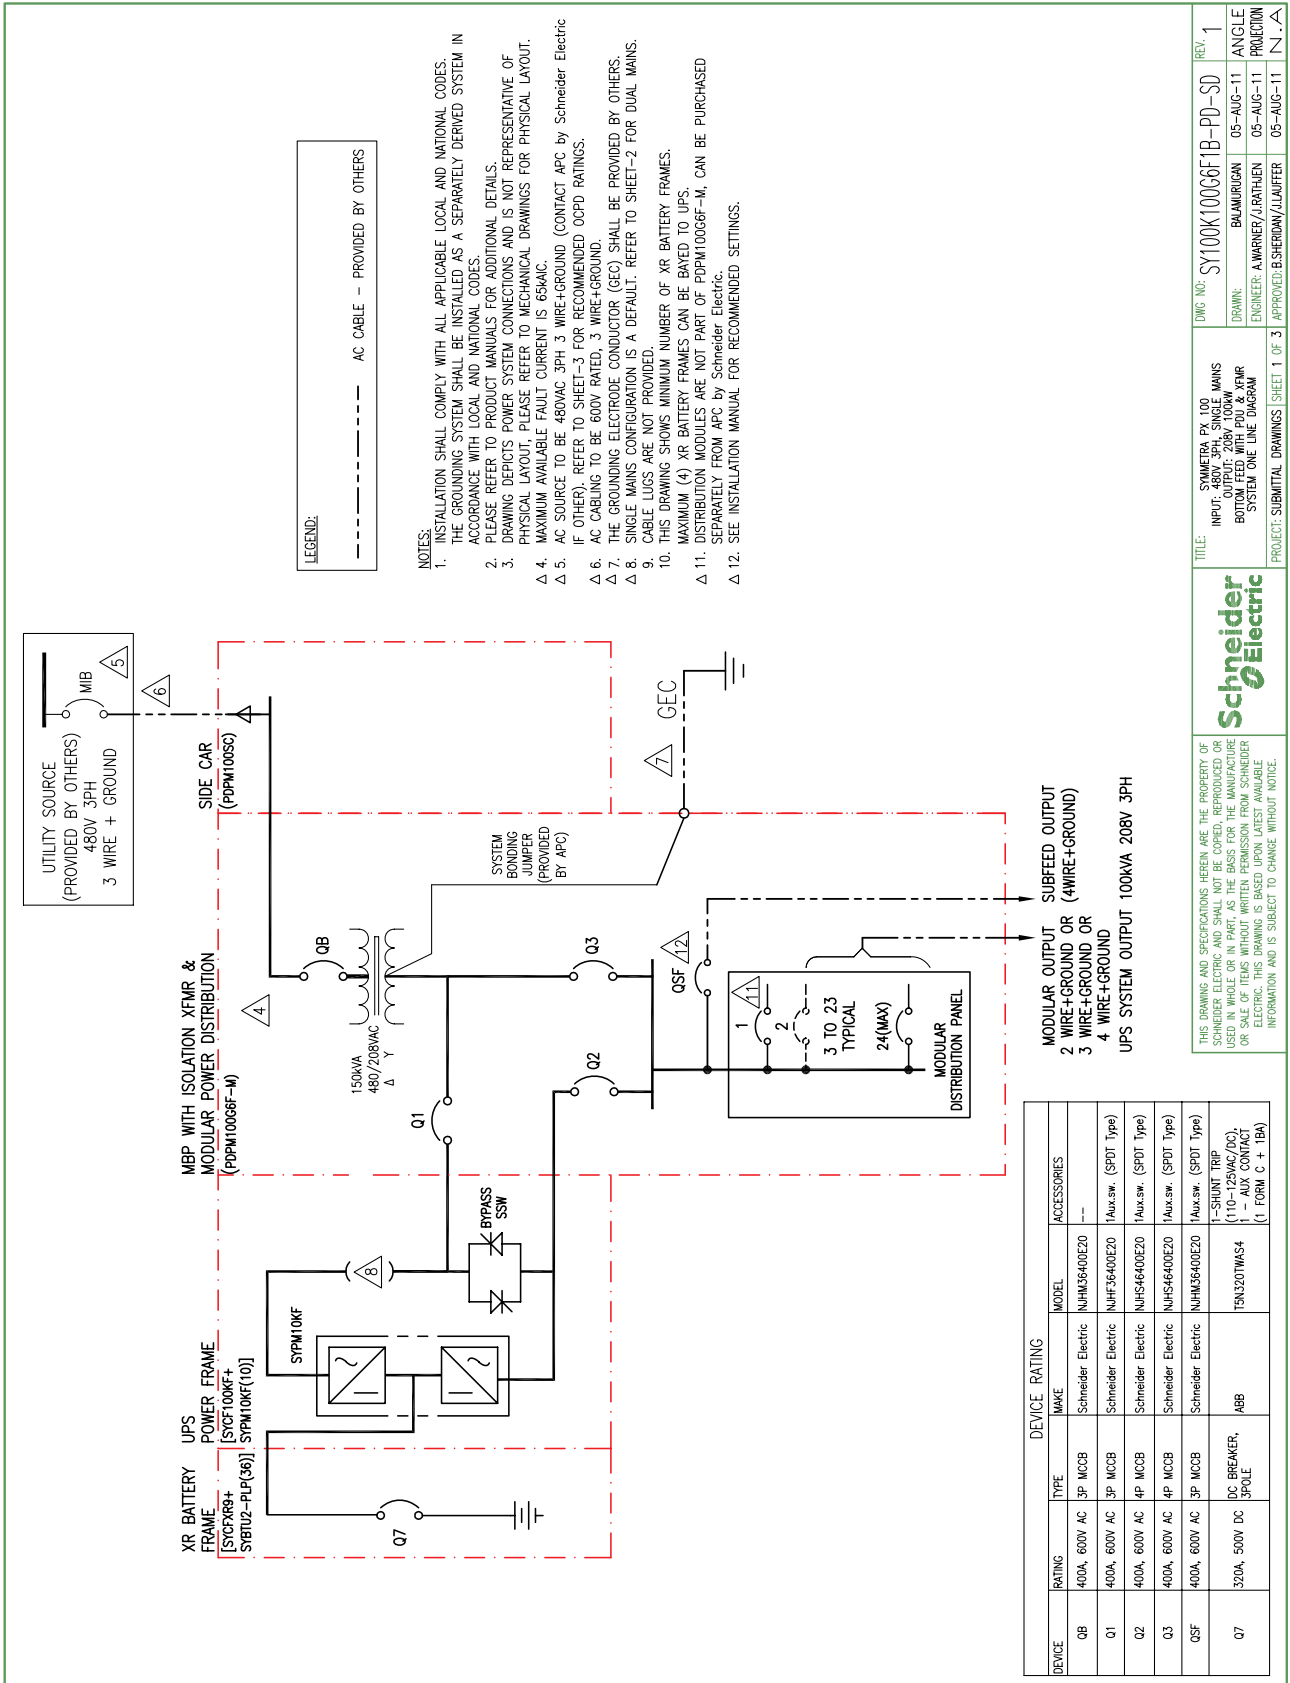 UTILITY SOURCE
(PROVIDED BY OTHERS)
480V 3PH
3 WIRE + GROUND
MIB
5
6
LEGEND:
AC CABLE - PROVIDED BY OTHERS
NOTES:
1. INSTALLATION SHALL COMPLY WITH ALL APPLICABLE LOCAL AND NATIONAL CODES.
THE GROUNDING SYSTEM SHALL BE INSTALLED AS A SEPARATELY DERIVED SYSTEM IN
ACCORDANCE WITH LOCAL AND NATIONAL CODES.
2. PLEASE REFER TO PRODUCT MANUALS FOR ADDITIONAL DETAILS.
3. DRAWING DEPICTS POWER SYSTEM CONNECTIONS AND IS NOT REPRESENTATIVE OF
PHYSICAL LAYOUT, PLEASE REFER TO MECHANICAL DRAWINGS FOR PHYSICAL LAYOUT.
Δ 4. MAXIMUM AVAILABLE FAULT CURRENT IS 65kAIC.
Δ 5. AC SOURCE TO BE 480VAC 3PH 3 WIRE+GROUND (CONTACT APC by Schneider Electric
IF OTHER). REFER TO SHEET-3 FOR RECOMMENDED OCPD RATINGS.
Δ 6. AC CABLING TO BE 600V RATED, 3 WIRE+GROUND.
Δ 7. THE GROUNDING ELECTRODE CONDUCTOR (GEC) SHALL BE PROVIDED BY OTHERS.
Δ 8. SINGLE MAINS CONFIGURATION IS A DEFAULT. REFER TO SHEET-2 FOR DUAL MAINS.
9. CABLE LUGS ARE NOT PROVIDED.
10. THIS DRAWING SHOWS MINIMUM NUMBER OF XR BATTERY FRAMES.
MAXIMUM (4) XR BATTERY FRAMES CAN BE BAYED TO UPS.
Δ 11. DISTRIBUTION MODULES ARE NOT PART OF PDPM100G6F-M, CAN BE PURCHASED
SEPARATELY FROM APC by Schneider Electric.
Δ 12. SEE INSTALLATION MANUAL FOR RECOMMENDED SETTINGS.
XR BATTERY
FRAME
[SYCFXR9+
SYBTU2-PLP(36)]
UPS
POWER FRAME
[SYCF100KF+
SYPM10KF(10)]
MBP WITH ISOLATION XFMR &
MODULAR POWER DISTRIBUTION
(PDPM100G6F-M)
SIDE CAR
(PDPM100SC)
4
QB
150kVA
480/208VAC
Δ Y
SYSTEM
BONDING
JUMPER
(PROVIDED
BY APC)
SYPM10KF
8
BYPASS
SSW
Q1
Q7
Q2
Q3
GEC
7
QSF
12
1
11
2
3 TO 23
TYPICAL
24(MAX)
MODULAR
DISTRIBUTION PANEL
MODULAR OUTPUT
2 WIRE+GROUND OR
3 WIRE+GROUND OR
4 WIRE+GROUND
SUBFEED OUTPUT
(4WIRE+GROUND)
UPS SYSTEM OUTPUT 100KVA 208V 3PH
DEVICE RATING
DEVICE RATING TYPE MAKE MODEL ACCESSORIES
QB 400A, 600V AC 3P MCCB Schneider Electric NJHM36400E20 --
Q1 400A, 600V AC 3P MCCB Schneider Electric NJHF36400E20 1Aux.sw. (SPDT Type)
Q2 400A, 600V AC 4P MCCB Schneider Electric NJHS46400E20 1Aux.sw. (SPDT Type)
Q3 400A, 600V AC 4P MCCB Schneider Electric NJHS46400E20 1Aux.sw. (SPDT Type)
QSF 400A, 600V AC 3P MCCB Schneider Electric NJHM36400E20 1Aux.sw. (SPDT Type)
Q7 320A, 500V DC DC BREAKER, 3POLE ABB T5N320TWAS4 1-SHUNT TRIP
(110-125VAC/DC),
1 - AUX CONTACT
(1 FORM C + 1BA)
THIS DRAWING AND SPECIFICATIONS HEREIN ARE THE PROPERTY OF
SCHNEIDER ELECTRIC AND SHALL NOT BE COPIED, REPRODUCED OR
USED IN WHOLE OR IN PART, AS THE BASIS FOR THE MANUFACTURE
OR SALE OF ITEMS WITHOUT WRITTEN PERMISSION FROM SCHNEIDER
ELECTRIC. THIS DRAWING IS BASED UPON LATEST AVAILABLE
INFORMATION AND IS SUBJECT TO CHANGE WITHOUT NOTICE.
Schneider
Electric
TITLE: SYMMETRA PX 100
INPUT: 480V 3PH, SINGLE MAINS
OUTPUT: 208V 100kW
BOTTOM FEED WITH PDU & XFMR
SYSTEM ONE LINE DIAGRAM
PROJECT: SUBMITTAL DRAWINGS SHEET 1 OF 3
DWG NO: SY100K100G6F1B-PD-SD REV. 1
DRAWN: BALAMURUGAN 05-AUG-11
ENGINEER: A.WARNER/J.RATHJEN 05-AUG-11
APPROVED: B.SHERIDAN/J.LAUFFER 05-AUG-11
ANGLE
PROJECTION
N.A